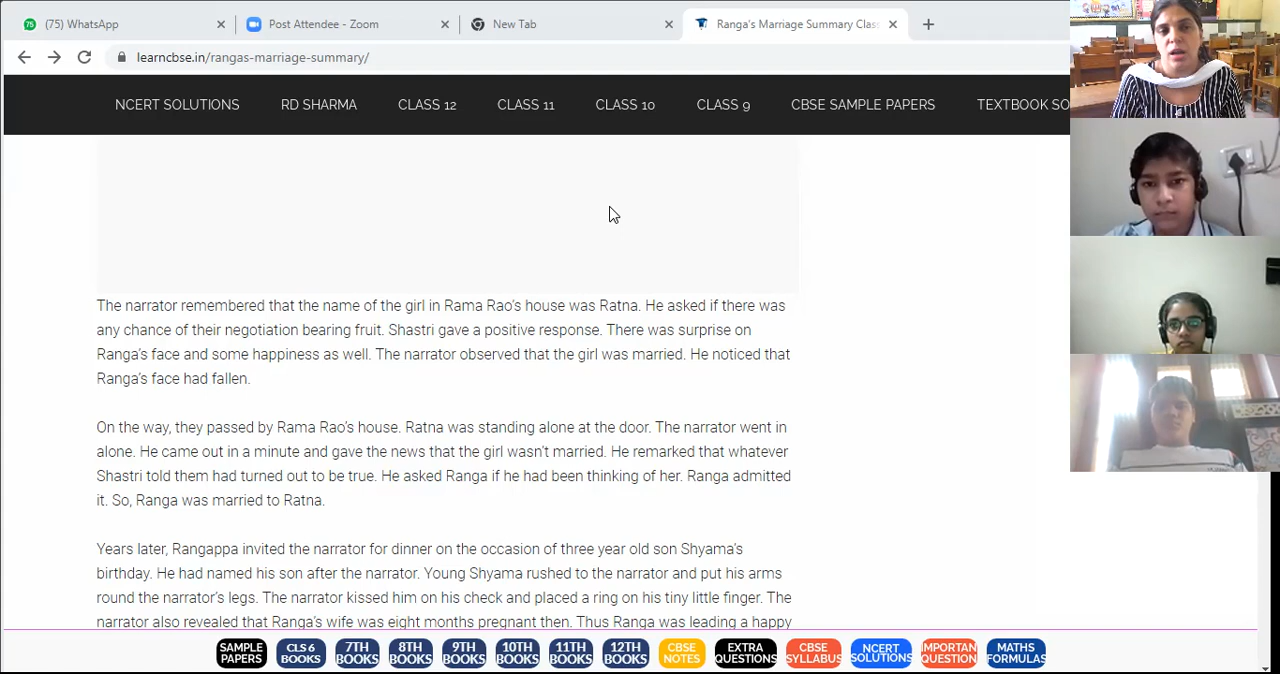 (75) WhatsApp
Post Attendee - Zoom
New Tab
Ranga's Marriage Summary Class
learncbse.in/rangas-marriage-summary/
NCERT SOLUTIONS RD SHARMA CLASS 12 CLASS 11 CLASS 10 CLASS 9 CBSE SAMPLE PAPERS TEXTBOOK SO
The narrator remembered that the name of the girl in Rama Rao's house was Ratna. He asked if there was
any chance of their negotiation bearing fruit. Shastri gave a positive response. There was surprise on
Ranga's face and some happiness as well. The narrator observed that the girl was married. He noticed that
Ranga's face had fallen.
On the way, they passed by Rama Rao's house. Ratna was standing alone at the door. The narrator went in
alone. He came out in a minute and gave the news that the girl wasn't married. He remarked that whatever
Shastri told them had turned out to be true. He asked Ranga if he had been thinking of her. Ranga admitted
it. So, Ranga was married to Ratna.
Years later, Rangappa invited the narrator for dinner on the occasion of three year old son Shyama's
birthday. He had named his son after the narrator. Young Shyama rushed to the narrator and put his arms
round the narrator's legs. The narrator kissed him on his check and placed a ring on his tiny little finger. The
narrator also revealed that Ranga's wife was eight months pregnant then. Thus Ranga was leading a happy
SAMPLE PAPERS
CLS 6 BOOKS
7TH BOOKS
8TH BOOKS
9TH BOOKS
10TH BOOKS
11TH BOOKS
12TH BOOKS
CBSE NOTES
EXTRA QUESTIONS
CBSE SYLLABUS
NCERT SOLUTIONS
IMPORTAN QUESTION
MATHS FORMULAS